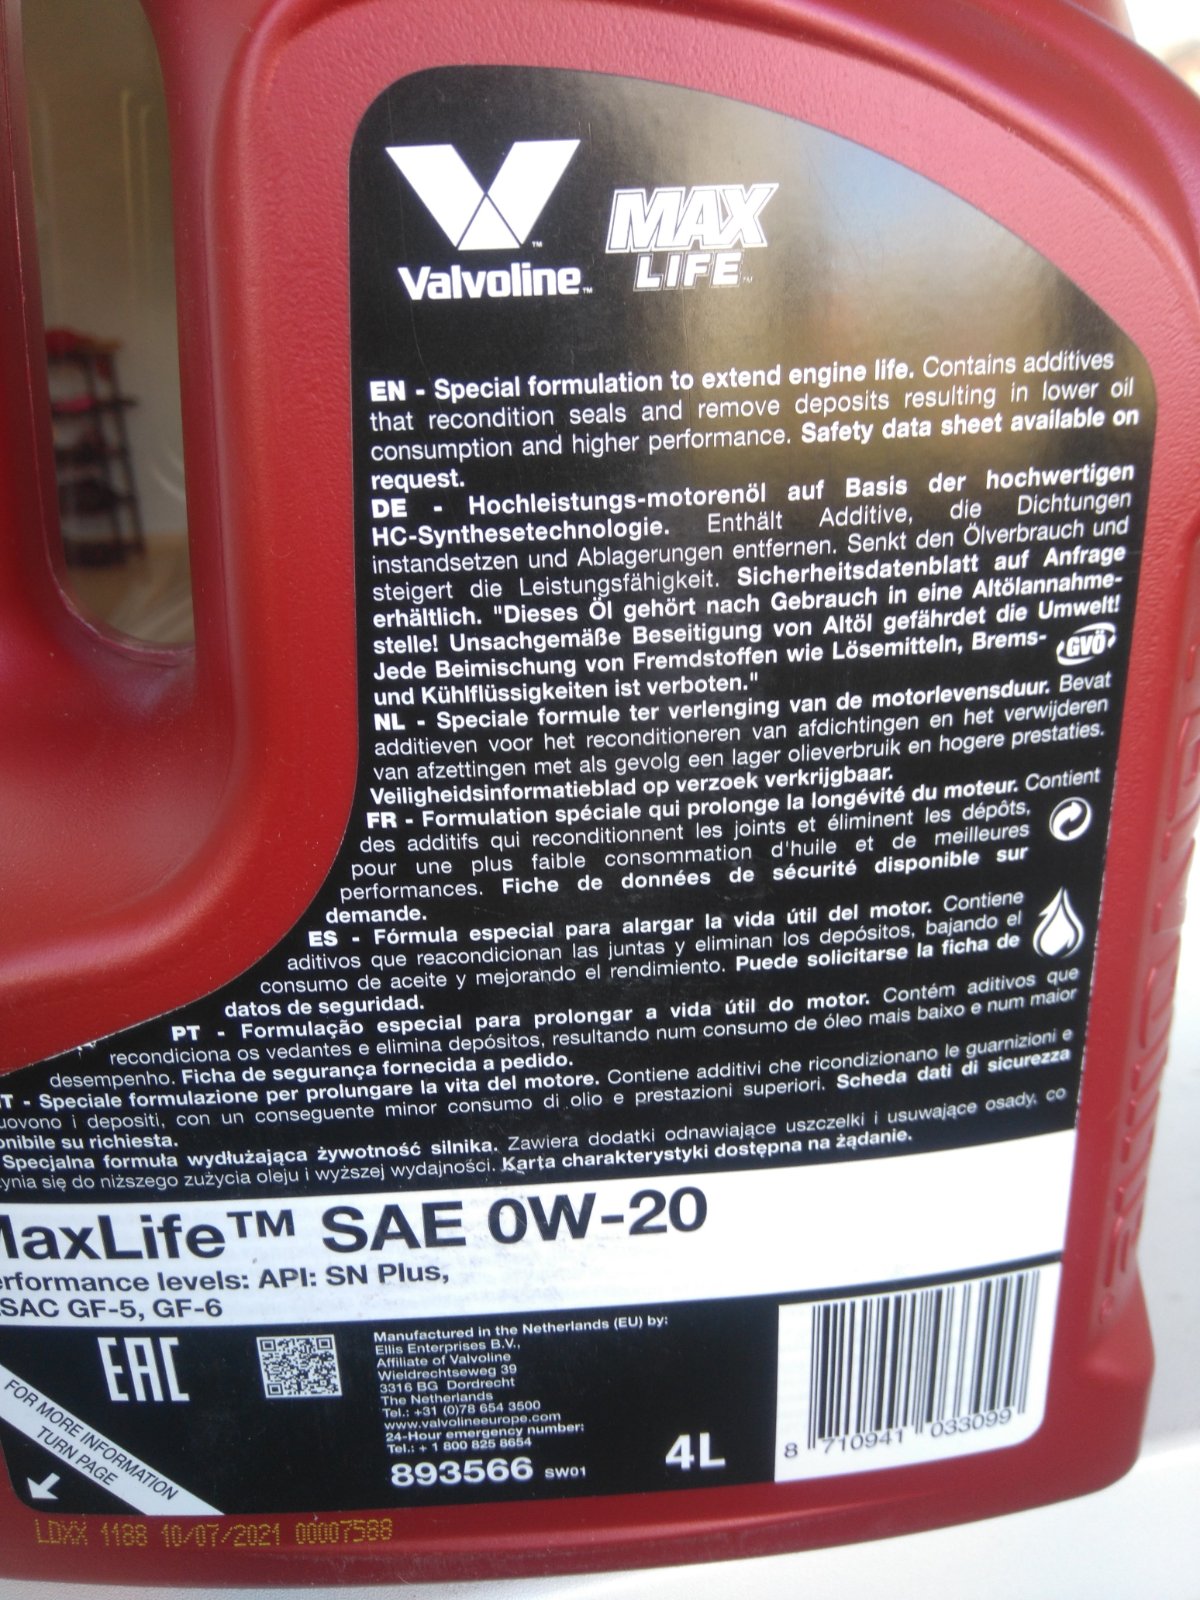 Valvoline™
MAX
LIFE™
EN - Special formulation to extend engine life. Contains additives
that recondition seals and remove deposits resulting in lower oil
consumption and higher performance. Safety data sheet available on
request.
DE - Hochleistungs-motorenöl auf Basis der hochwertigen
HC-Synthesetechnologie. Enthält Additive, die Dichtungen
instandsetzen und Ablagerungen entfernen. Senkt den Ölverbrauch und
steigert die Leistungsfähigkeit. Sicherheitsdatenblatt auf Anfrage
erhältlich. "Dieses Öl gehört nach Gebrauch in eine Altölannahme-
stelle! Unsachgemäße Beseitigung von Altöl gefährdet die Umwelt!
Jede Beimischung von Fremdstoffen wie Lösemitteln, Brems-
und Kühlflüssigkeiten ist verboten."
GVÖ
NL - Speciale formule ter verlenging van de motorlevensduur. Bevat
additieven voor het reconditioneren van afdichtingen en het verwijderen
van afzettingen met als gevolg een lager olieverbruik en hogere prestaties.
Veiligheidsinformatieblad op verzoek verkrijgbaar.
FR - Formulation spéciale qui prolonge la longévité du moteur. Contient
des additifs qui reconditionnent les joints et éliminent les dépôts,
pour une plus faible consommation d'huile et de meilleures
performances. Fiche de données de sécurité disponible sur
demande.
ES - Fórmula especial para alargar la vida útil del motor. Contiene
aditivos que reacondicionan las juntas y eliminan los depósitos, bajando el
consumo de aceite y mejorando el rendimiento. Puede solicitarse la ficha de
datos de seguridad.
PT - Formulação especial para prolongar a vida útil do motor. Contém aditivos que
recondiciona os vedantes e elimina depósitos, resultando num consumo de óleo mais baixo e num maior
desempenho. Ficha de segurança fornecida a pedido.
IT - Speciale formulazione per prolungare la vita del motore. Contiene additivi che ricondizionano le guarnizioni e
uovono i depositi, con un conseguente minor consumo di olio e prestazioni superiori. Scheda dati di sicurezza
onibile su richiesta.
Specjalna formuła wydłużająca żywotność silnika. Zawiera dodatki odnawiające uszczelki i usuwające osady, co
ynia się do niższego zużycia oleju i wyższej wydajności. Karta charakterystyki dostępna na żądanie.
MaxLife™ SAE 0W-20
erformance levels: API: SN Plus,
SAC GF-5, GF-6
EAC
Manufactured in the Netherlands (EU) by:
Ellis Enterprises B.V.,
Affiliate of Valvoline
Wieldrechtseweg 39
3316 BG Dordrecht
The Netherlands
Tel.: +31 (0)78 654 3500
www.valvolineeurope.com
24-Hour emergency number:
Tel.: + 1 800 825 8654
893566 SW01
4L
8 710941 033099
FOR MORE INFORMATION
TURN PAGE
LDXX 1188 10/07/2021 00007588